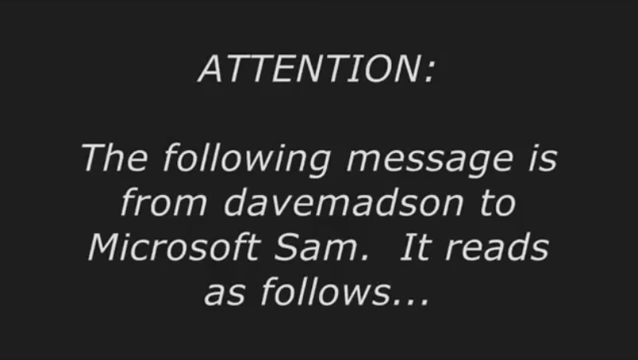 ATTENTION:
The following message is
from davemadson to
Microsoft Sam.  It reads
as follows...